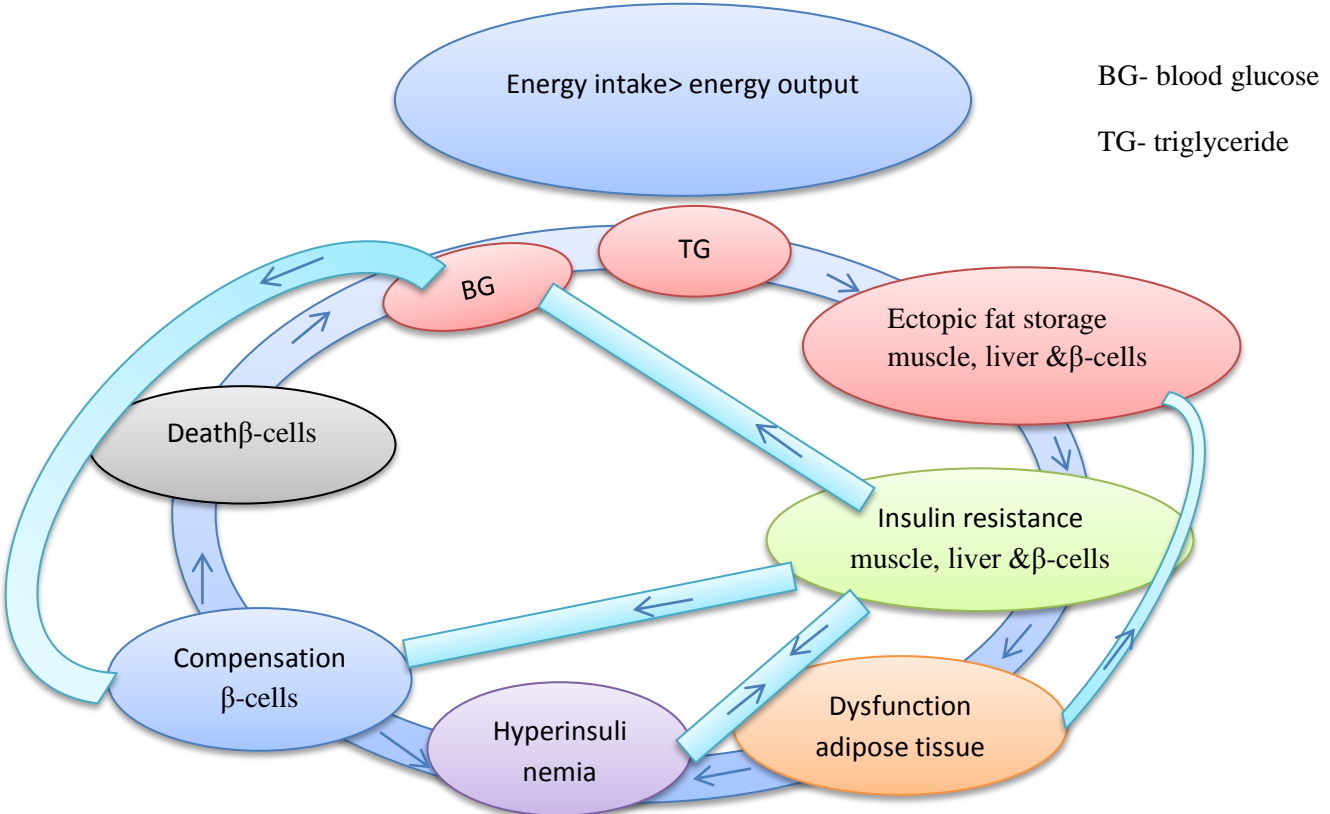 Energy intake> energy output
BG- blood glucose
TG- triglyceride
TG
BG
Ectopic fat storage
muscle, liver &β-cells
Deathβ-cells
Insulin resistance
muscle, liver &β-cells
Compensation
β-cells
Hyperinsuli
nemia
Dysfunction
adipose tissue